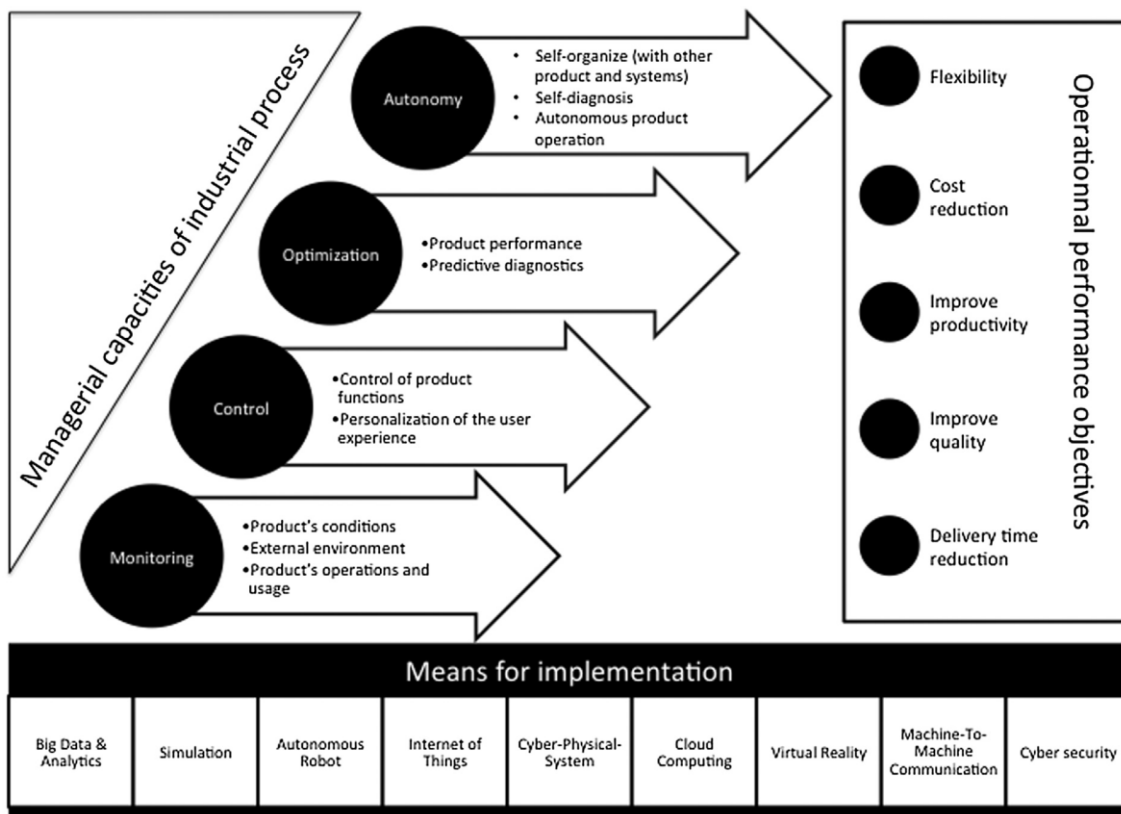 Managerial capacities of industrial process
Autonomy
• Self-organize (with other
product and systems)
• Self-diagnosis
• Autonomous product
operation
Optimization
•Product performance
•Predictive diagnostics
Control
•Control of product
functions
•Personalization of the user
experience
Monitoring
•Product's conditions
•External environment
•Product's operations and
usage
Operationnal performance objectives
Flexibility
Cost
reduction
Improve
productivity
Improve
quality
Delivery time
reduction
Means for implementation
Big Data &
Analytics
Simulation
Autonomous
Robot
Internet of
Things
Cyber-Physical-
System
Cloud
Computing
Virtual Reality
Machine-To-
Machine
Communication
Cyber security